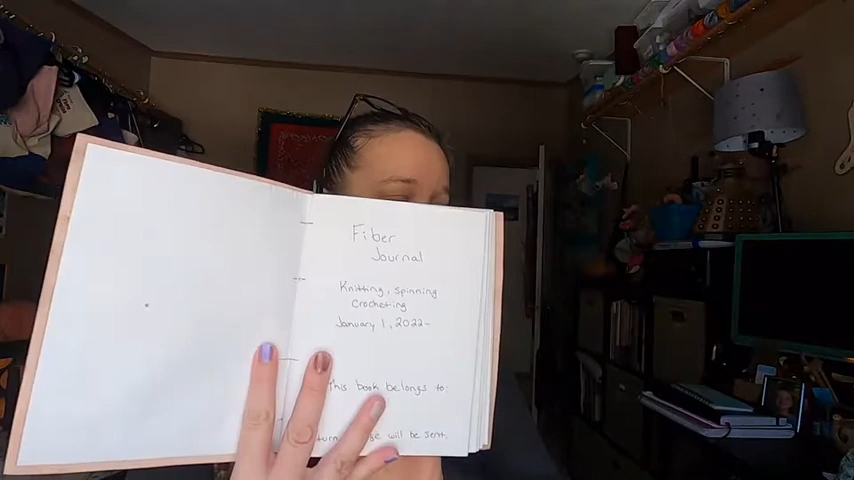 Fiber
Journal
Knitting, Spinning
Crocheting
January 1, 2022-
This book belongs to:
will be sent.